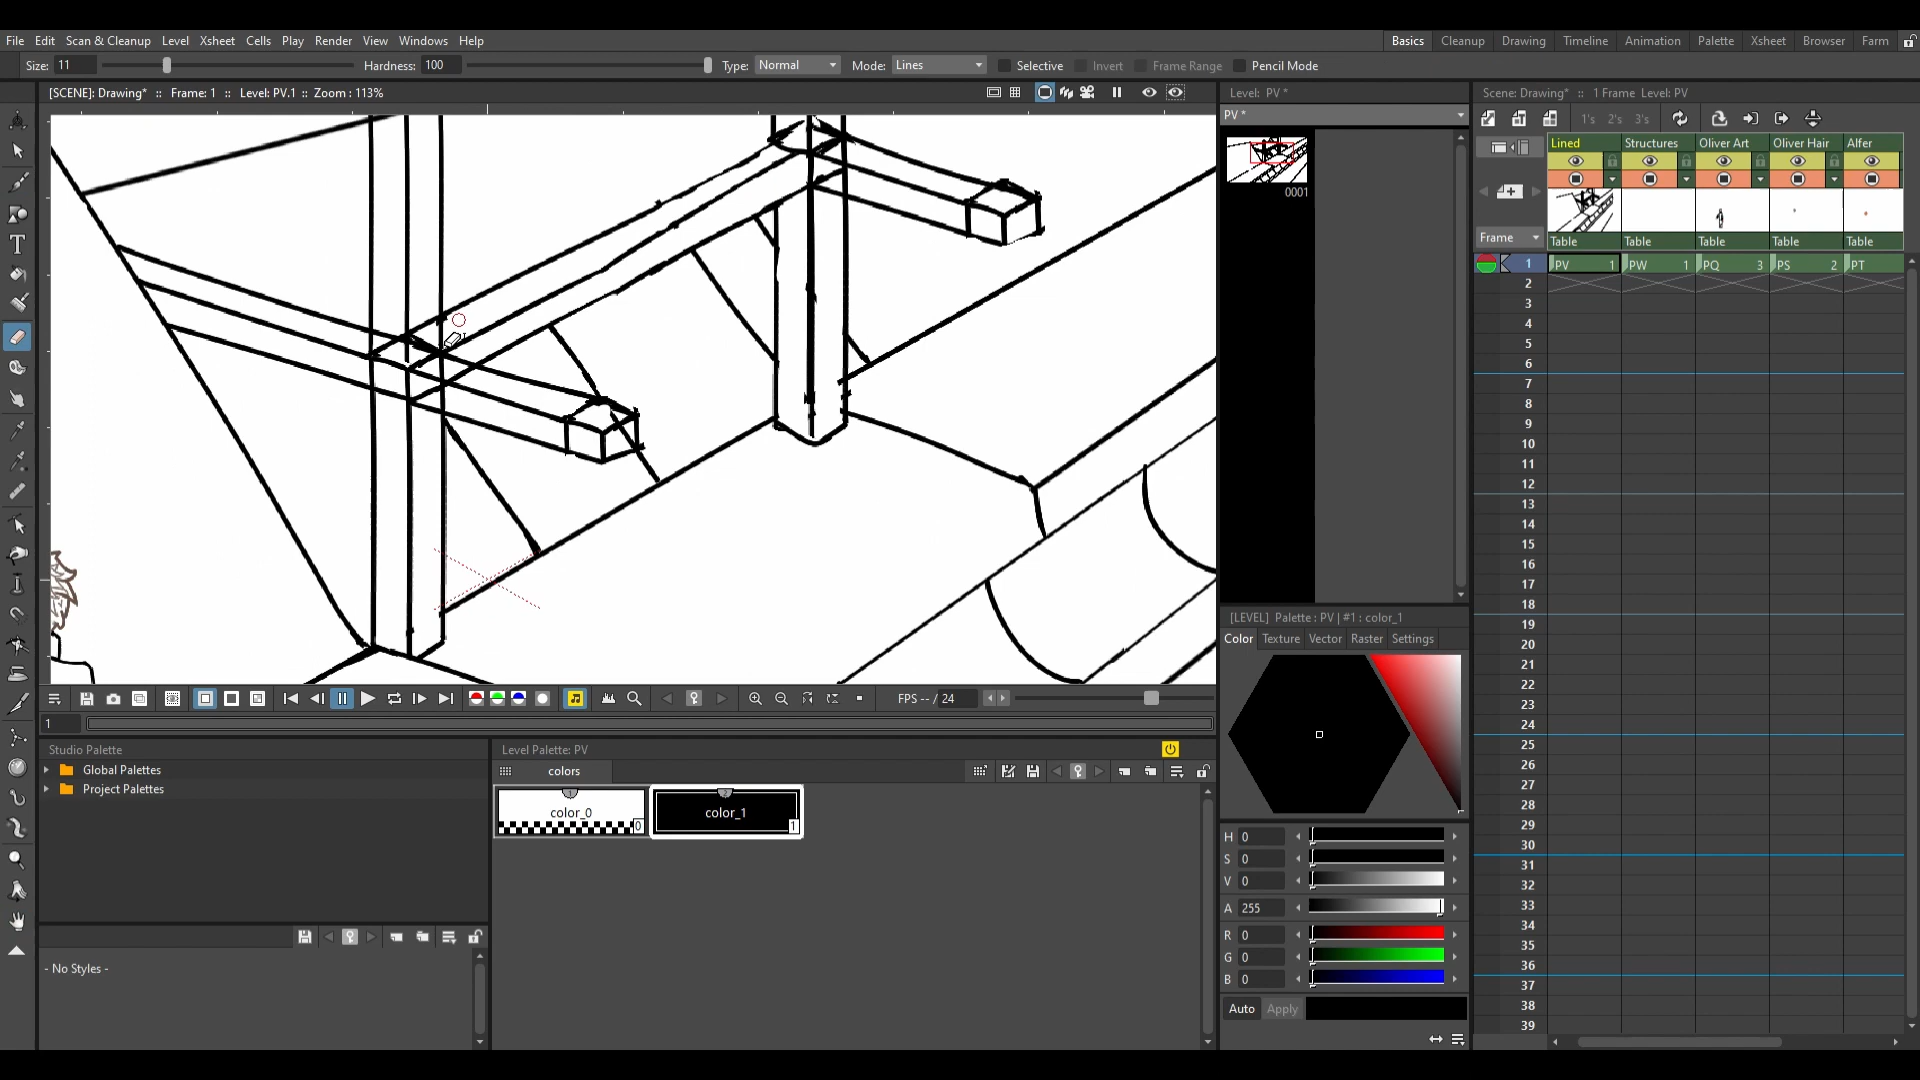 File Edit Scan & Cleanup Level Xsheet Cells Play Render View Windows Help
Basics Cleanup Drawing Timeline Animation Palette Xsheet Browser Farm
Size: 11 Hardness: 100 Type: Normal Mode: Lines Selective Invert Frame Range Pencil Mode
[SCENE]: Drawing* :: Frame: 1 :: Level: PV.1 :: Zoom : 113%
Level: PV *
PV *
0001
Scene: Drawing* :: 1 Frame Level: PV
1's 2's 3's
Lined Structures Oliver Art Oliver Hair Alfer
Frame
Table Table Table Table Table
1 PV 1 PW 1 PQ 3 PS 2 PT
2
3
4
5
6
7
8
9
10
11
12
13
14
15
16
17
18
19
20
21
22
23
24
25
26
27
28
29
30
31
32
33
34
35
36
37
38
39
FPS -- / 24
1
Studio Palette
Global Palettes
Project Palettes
- No Styles -
Level Palette: PV
colors
color_0 0
color_1 1
1
2
[LEVEL] Palette : PV | #1 : color_1
Color Texture Vector Raster Settings
H 0
S 0
V 0
A 255
R 0
G 0
B 0
Auto Apply